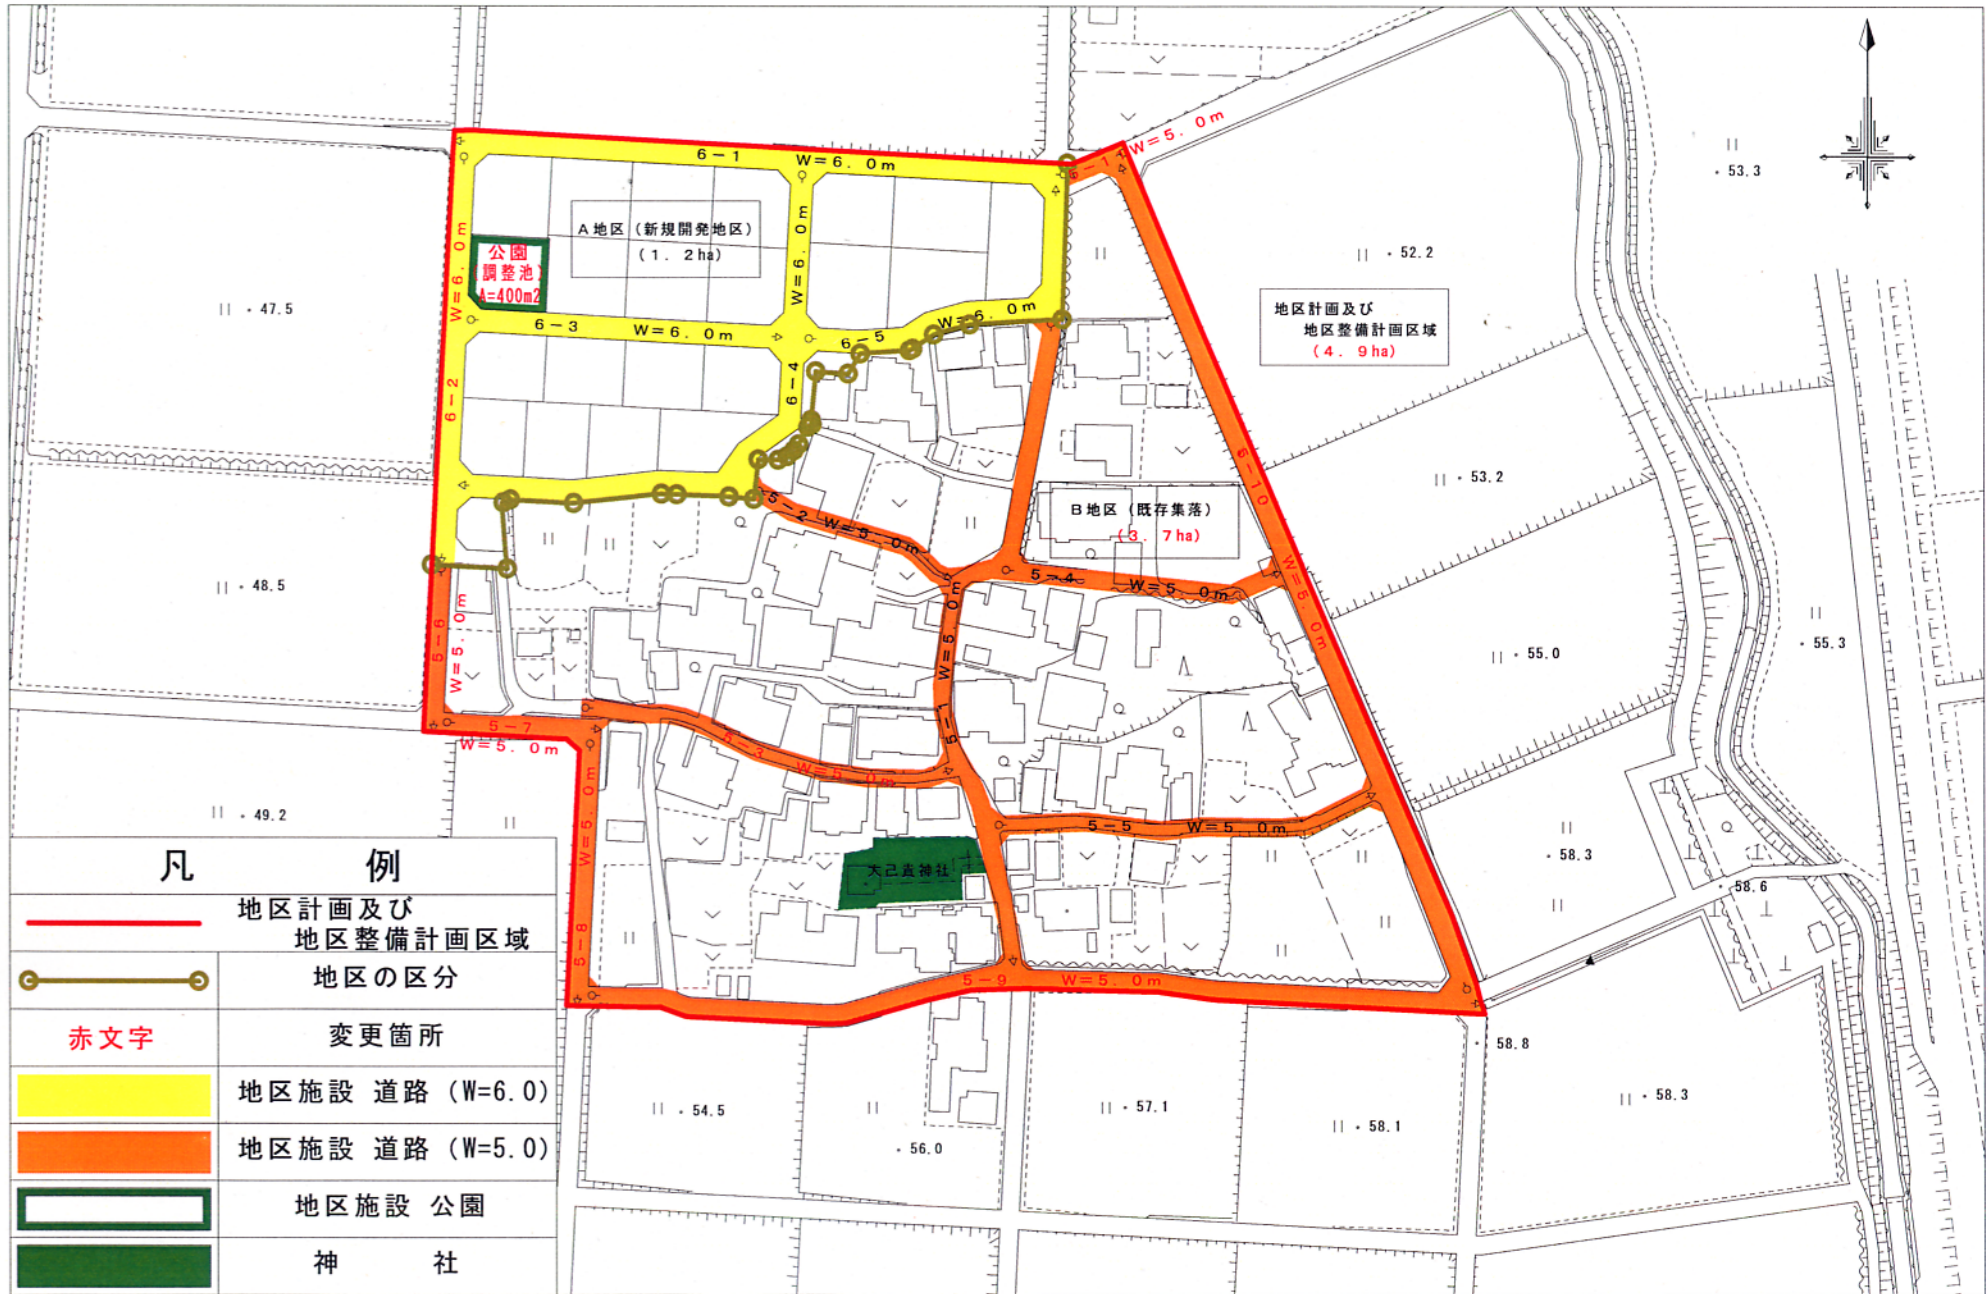 W=5.0m
6-1
W=6.0m
6-1
53.3
A地区(新規開発地区)
(1.2ha)
W=6.0m
W=6.0m
公園
(調整池)
A=400m2
52.2
47.5
地区計画及び
地区整備計画区域
(4.9ha)
6-3
W=6.0m
6-5
W=6.0m
6-4
6-2
6-10
53.2
5-2
W=5.0m
B地区(既存集落)
(3.7ha)
5-4
W=5.0m
W=5.0m
48.5
5-6
W=5.0m
W=5.0m
55.0
55.3
5-7
W=5.0m
5-3
W=5.0m
5-1
49.2
W=5.0m
5-5
W=5.0m
58.3
58.6
大己貴神社
5-8
5-9
W=5.0m
58.8
54.5
56.0
57.1
58.1
58.3
凡例
地区計画及び
地区整備計画区域
地区の区分
赤文字
変更箇所
地区施設 道路 (W=6.0)
地区施設 道路 (W=5.0)
地区施設 公園
神社